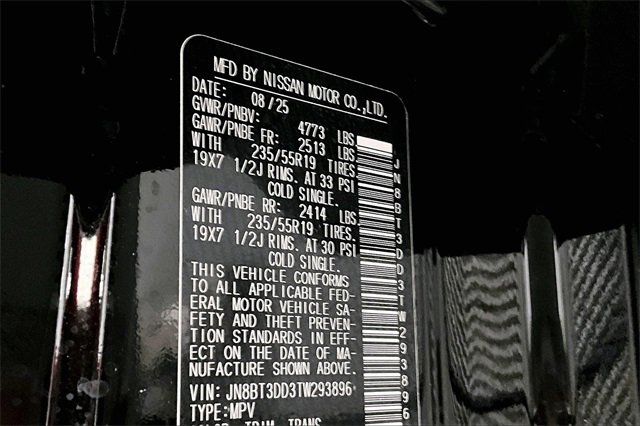 MFD BY NISSAN MOTOR CO.,LTD.
DATE: 08/25
GVWR/PNBV: 4773 LBS
GAWR/PNBE FR: 2513 LBS
WITH 235/55R19 TIRES
19X7 1/2J RIMS. AT 33 PSI
COLD SINGLE.
GAWR/PNBE RR: 2414 LBS
WITH 235/55R19 TIRES.
19X7 1/2J RIMS. AT 30 PSI
COLD SINGLE.
THIS VEHICLE CONFORMS
TO ALL APPLICABLE FED-
ERAL MOTOR VEHICLE SA-
FETY AND THEFT PREVEN-
TION STANDARDS IN EFF-
ECT ON THE DATE OF MA-
NUFACTURE SHOWN ABOVE.
VIN: JN8BT3DD3TW293896
TYPE:MPV
COLOR TRIM TRANS
JN8BT3DD3TW293896